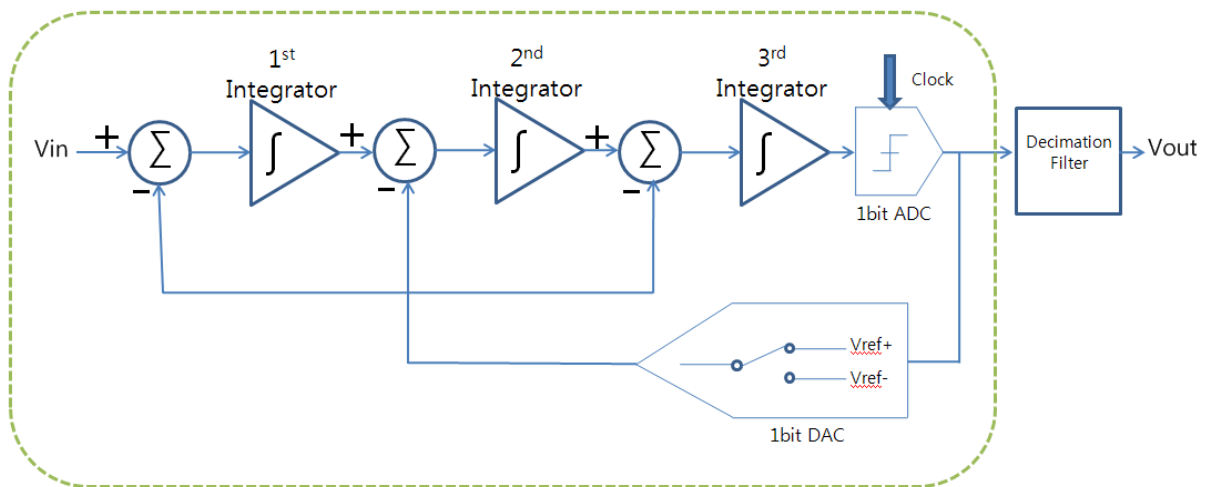 1st
Integrator
2nd
Integrator
3rd
Integrator
Clock
Vin
+
−
Σ
∫
+
−
Σ
∫
+
−
Σ
∫
1bit ADC
Decimation
Filter
Vout
Vref+
Vref-
1bit DAC